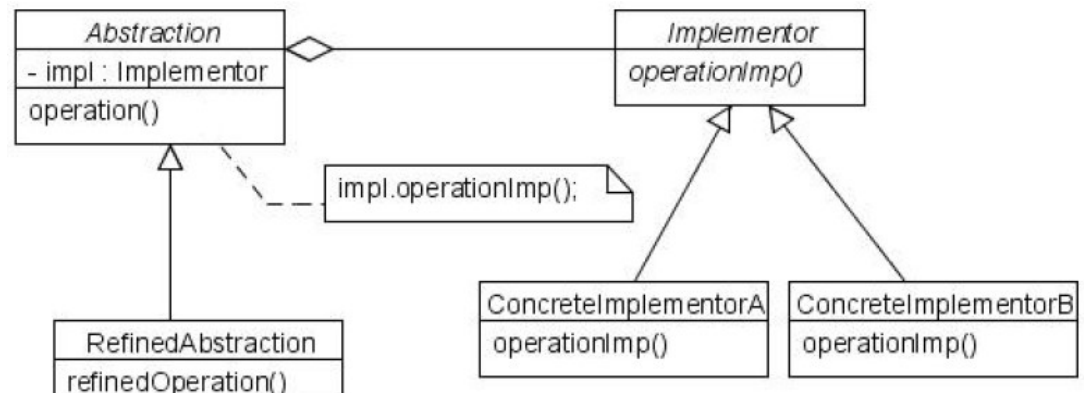 Abstraction
- impl : Implementor
operation()
Implementor
operationImp()
impl.operationImp();
RefinedAbstraction
refinedOperation()
ConcreteImplementorA
operationImp()
ConcreteImplementorB
operationImp()